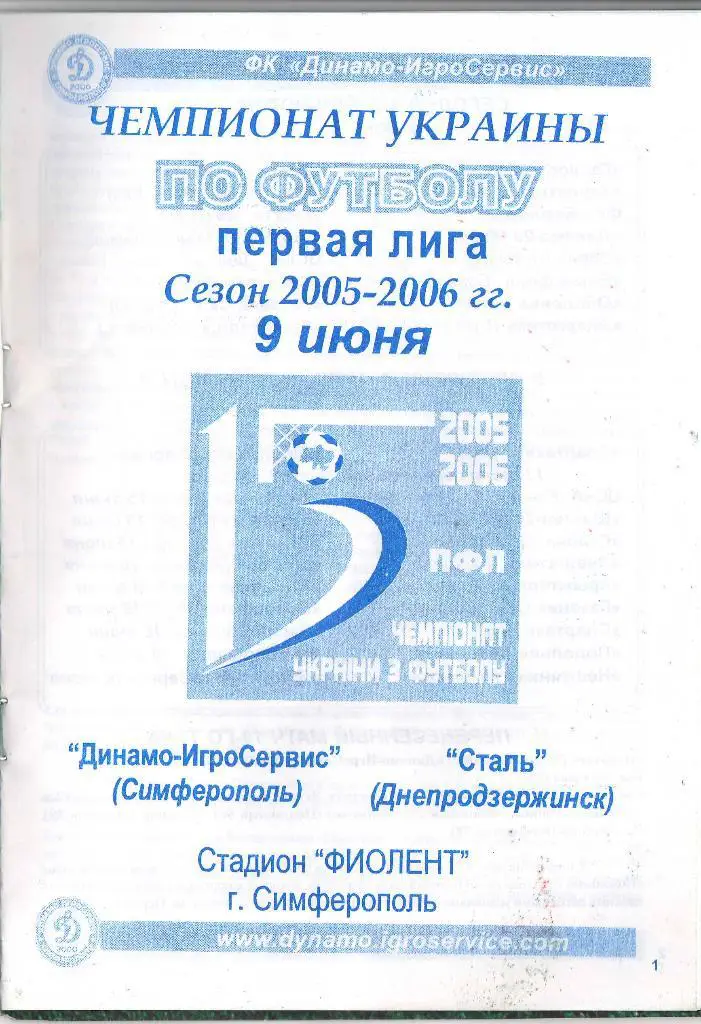 ФК «Динамо-ИгроСервис»
ЧЕМПИОНАТ УКРАИНЫ
ПО ФУТБОЛУ
первая лига
Сезон 2005-2006 гг.
9 июня
2005
2006
ПФЛ
ЧЕМПІОНАТ
УКРАЇНИ З ФУТБОЛУ
"Динамо-ИгроСервис" "Сталь"
(Симферополь) (Днепродзержинск)
Стадион "ФИОЛЕНТ"
г. Симферополь
www.dynamo.igroservice.com
1